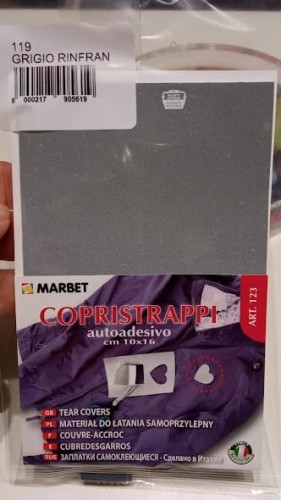 119
GRIGIO RINFRAN
8 000217 905619
MARBET
COPRISTRAPPI
autoadesivo
cm 10x16
ART. 123
GB TEAR COVERS
PL MATERIAŁ DO ŁATANIA SAMOPRZYLEPNY
F COUVRE-ACCROC
E CUBREDESGARROS
RUS ЗАПЛАТКИ САМОКЛЕЮЩИЕСЯ - Сделано в Италии